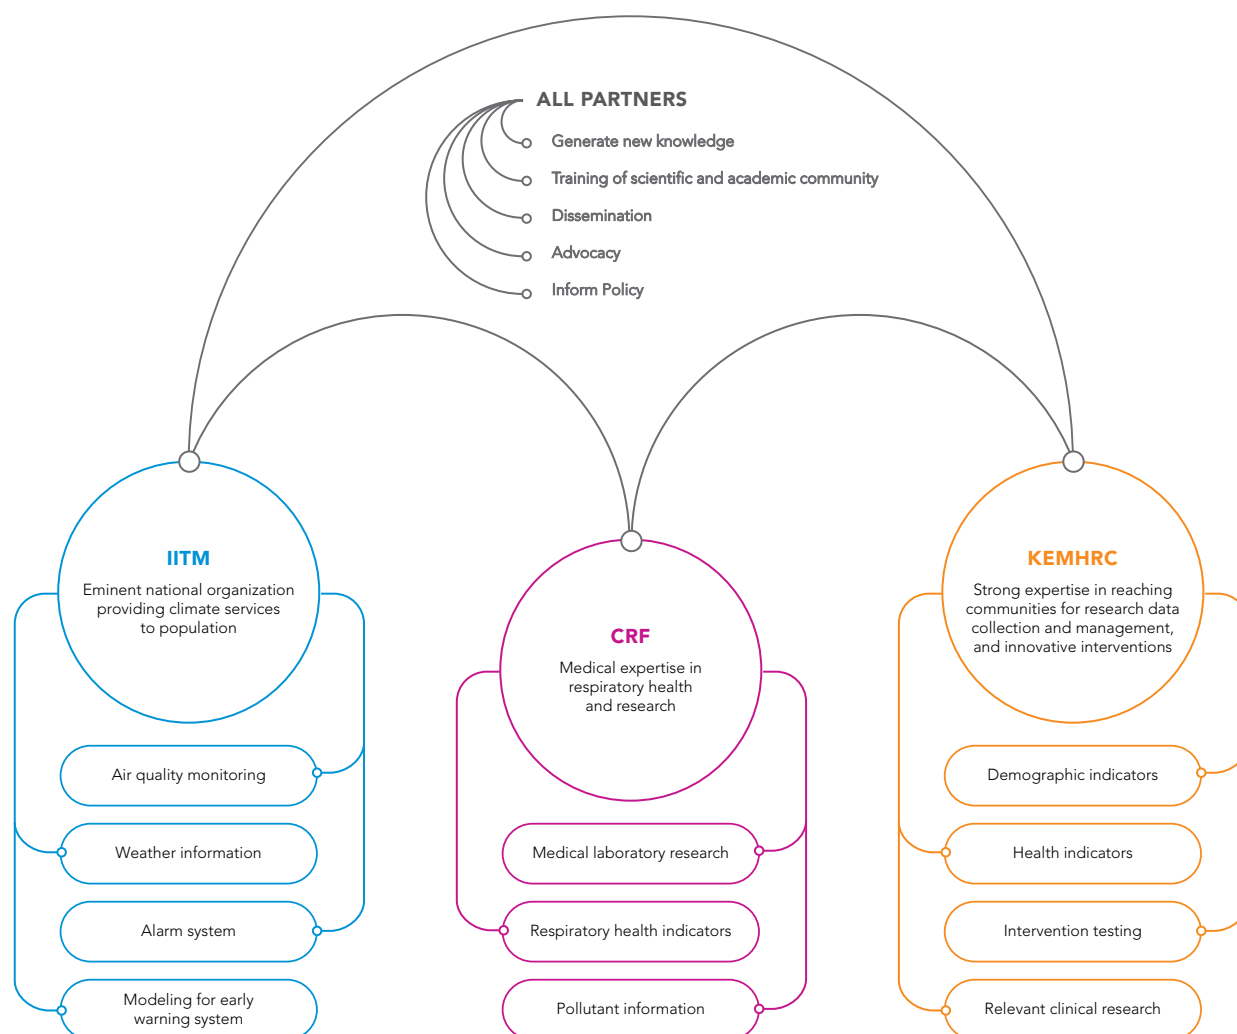 ALL PARTNERS
Generate new knowledge
Training of scientific and academic community
Dissemination
Advocacy
Inform Policy
IITM
Eminent national organization
providing climate services
to population
Air quality monitoring
Weather information
Alarm system
Modeling for early
warning system
CRF
Medical expertise in
respiratory health
and research
Medical laboratory research
Respiratory health indicators
Pollutant information
KEMHRC
Strong expertise in reaching
communities for research data
collection and management,
and innovative interventions
Demographic indicators
Health indicators
Intervention testing
Relevant clinical research